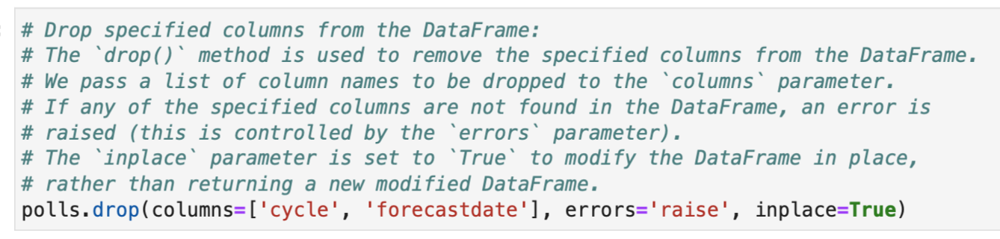 # Drop specified columns from the DataFrame:
# The `drop()` method is used to remove the specified columns from the DataFrame.
# We pass a list of column names to be dropped to the `columns` parameter.
# If any of the specified columns are not found in the DataFrame, an error is
# raised (this is controlled by the `errors` parameter).
# The `inplace` parameter is set to `True` to modify the DataFrame in place,
# rather than returning a new modified DataFrame.
polls.drop(columns=['cycle', 'forecastdate'], errors='raise', inplace=True)